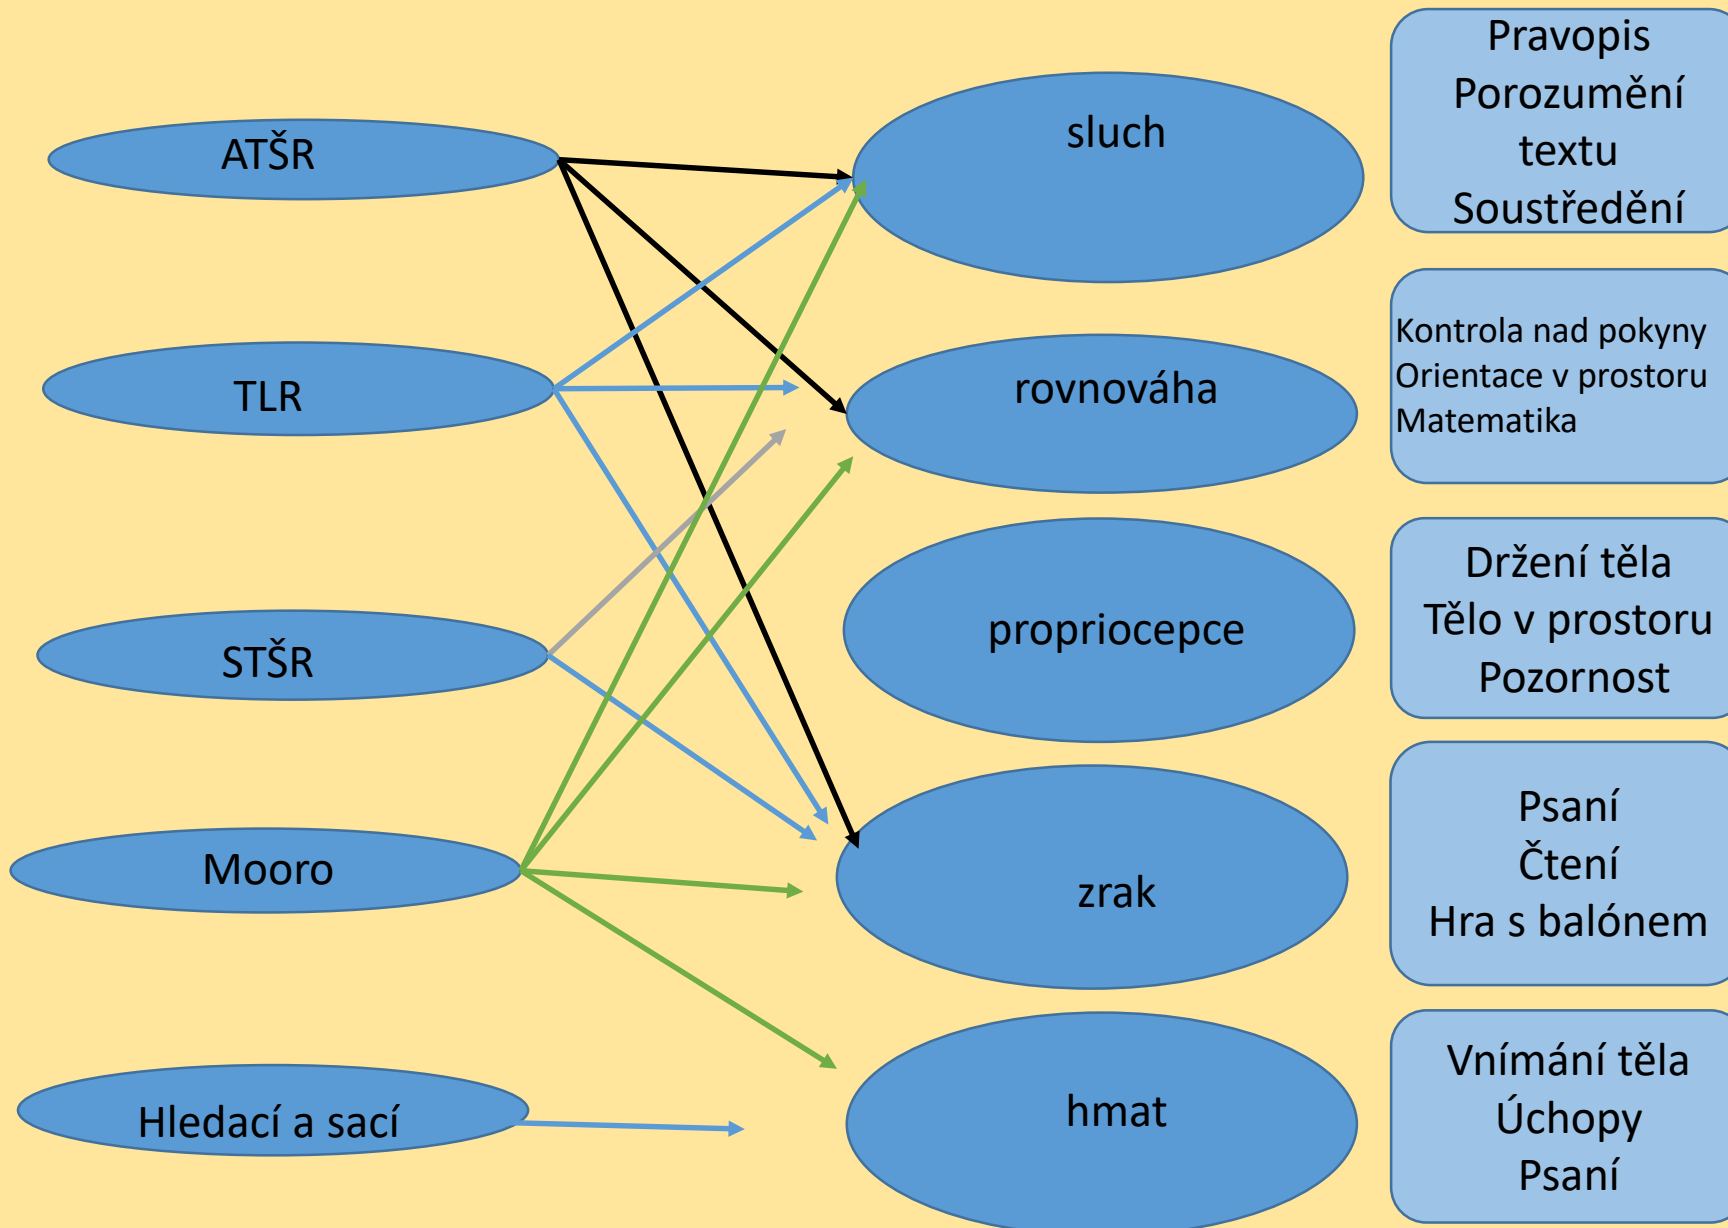 ATŠR
TLR
STŠR
Mooro
Hledací a sací
sluch
rovnováha
propriocepce
zrak
hmat
Pravopis
Porozumění
textu
Soustředění
Kontrola nad pokyny
Orientace v prostoru
Matematika
Držení těla
Tělo v prostoru
Pozornost
Psaní
Čtení
Hra s balónem
Vnímání těla
Úchopy
Psaní